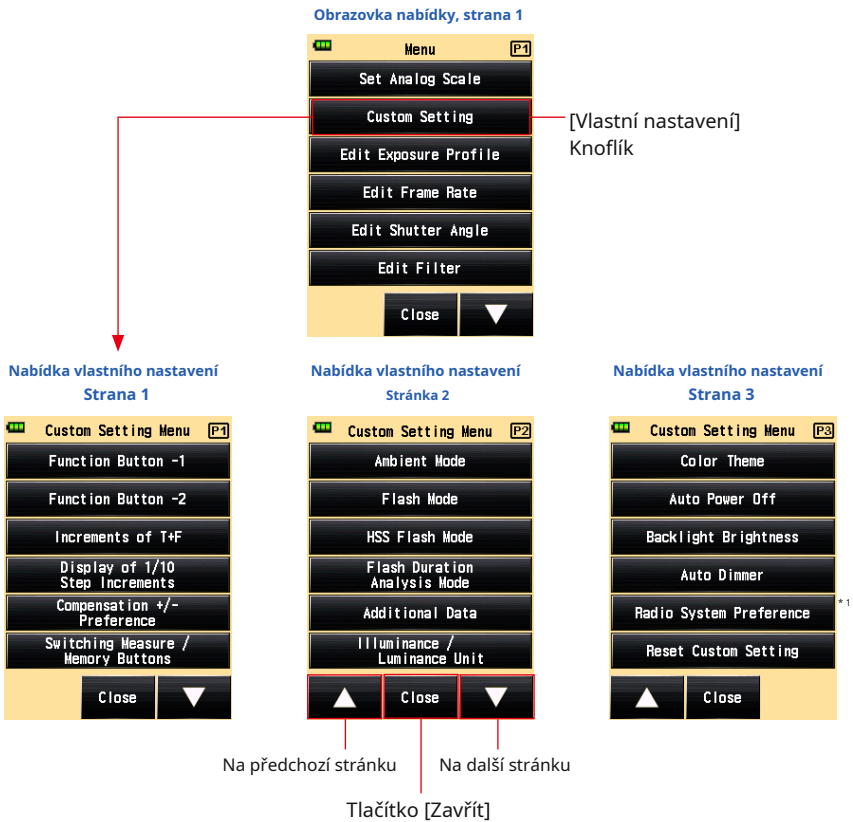 Obrazovka nabídky, strana 1
Menu P1
Set Analog Scale
Custom Setting
Edit Exposure Profile
Edit Frame Rate
Edit Shutter Angle
Edit Filter
Close
[Vlastní nastavení]
Knoflík
Nabídka vlastního nastavení
Strana 1
Custom Setting Menu P1
Function Button -1
Function Button -2
Increments of T+F
Display of 1/10
Step Increments
Compensation +/-
Preference
Switching Measure /
Memory Buttons
Close
Nabídka vlastního nastavení
Stránka 2
Custom Setting Menu P2
Ambient Mode
Flash Mode
HSS Flash Mode
Flash Duration
Analysis Mode
Additional Data
Illuminance /
Luminance Unit
Close
Na předchozí stránku
Na další stránku
Tlačítko [Zavřít]
Nabídka vlastního nastavení
Strana 3
Custom Setting Menu P3
Color Theme
Auto Power Off
Backlight Brightness
Auto Dimmer
Radio System Preference
* 1
Reset Custom Setting
Close